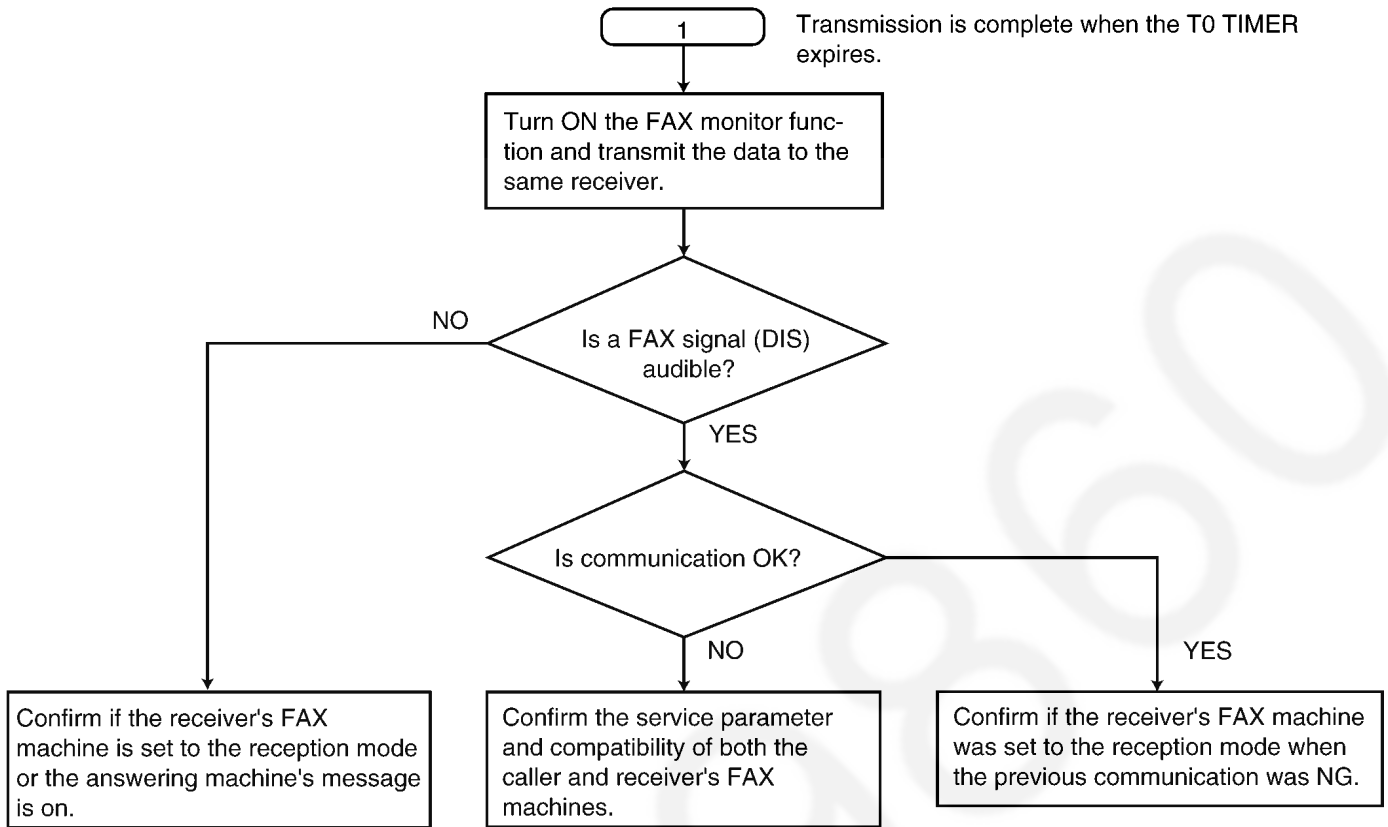 1
Transmission is complete when the T0 TIMER
expires.
Turn ON the FAX monitor func-
tion and transmit the data to the
same receiver.
Is a FAX signal (DIS)
audible?
NO
YES
Is communication OK?
NO
YES
Confirm if the receiver's FAX
machine is set to the reception mode
or the answering machine's message
is on.
Confirm the service parameter
and compatibility of both the
caller and receiver's FAX
machines.
Confirm if the receiver's FAX machine
was set to the reception mode when
the previous communication was NG.